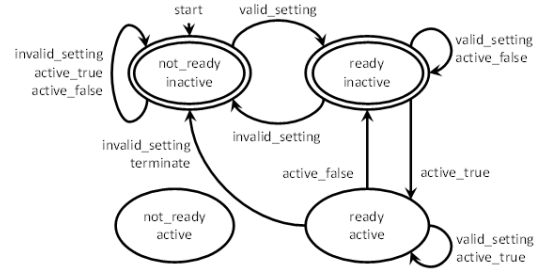 start
valid_setting
invalid_setting
active_true
active_false
not_ready
inactive
ready
inactive
valid_setting
active_false
invalid_setting
invalid_setting
terminate
active_false
active_true
not_ready
active
ready
active
valid_setting
active_true